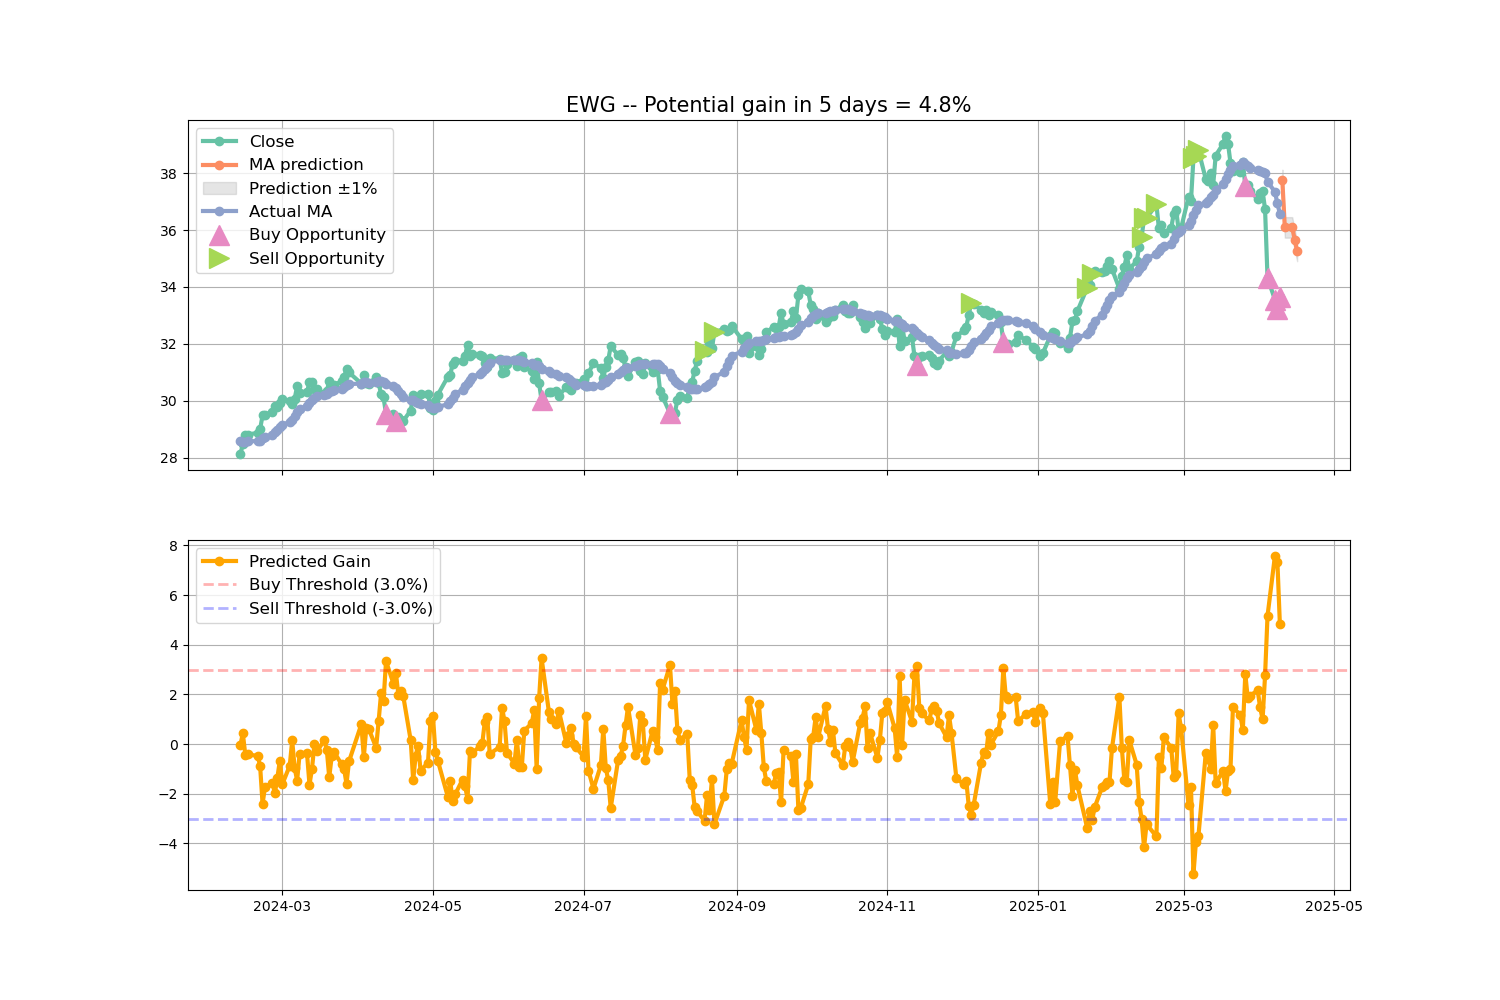 EWG -- Potential gain in 5 days = 4.8%
Close
MA prediction
Prediction ±1%
Actual MA
Buy Opportunity
Sell Opportunity
38
36
34
32
30
28
Predicted Gain
Buy Threshold (3.0%)
Sell Threshold (-3.0%)
8
6
4
2
0
−2
−4
2024-03 2024-05 2024-07 2024-09 2024-11 2025-01 2025-03 2025-05